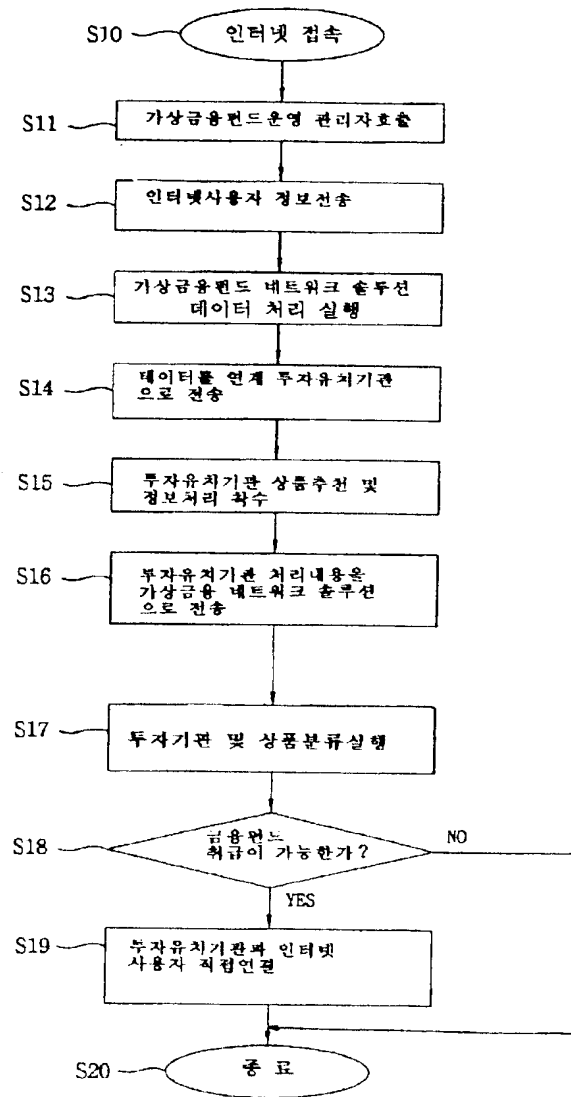 S10
인터넷 접속
S11
가상금융펀드운영 관리자호출
S12
인터넷사용자 정보전송
S13
가상금융펀드 네트워크 솔루션
데이터 처리 실행
S14
데이터를 연계 투자유치기관
으로 전송
S15
투자유치기관 상품추천 및
정보처리 착수
S16
투자유치기관 처리내용을
가상금융 네트워크 솔루션
으로 전송
S17
투자기관 및 상품분류실행
S18
금융펀드
취급이 가능한가?
NO
YES
S19
투자유치기관과 인터넷
사용자 직접연결
S20
종료